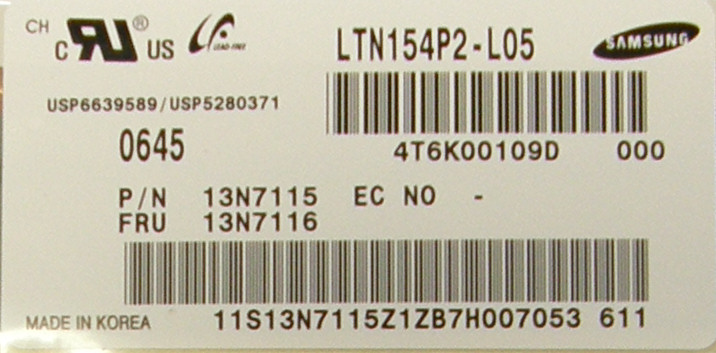 CH
C RU ® US
LEAD-FREE
LTN154P2-L05
SAMSUNG
USP6639589/USP5280371
0645
4T6K00109D 000
P/N 13N7115 EC NO -
FRU 13N7116
MADE IN KOREA
11S13N7115Z1ZB7H007053 611